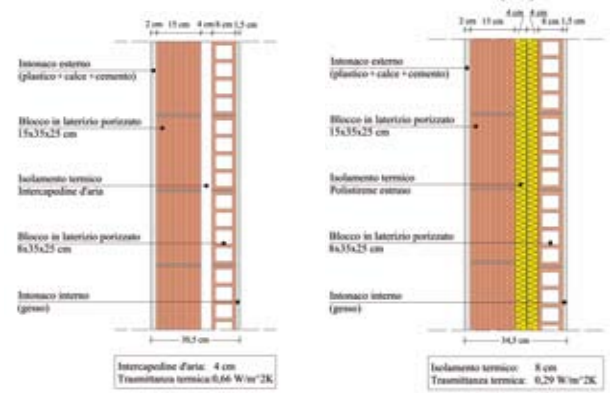 2 cm 15 cm 4 cm 8 cm 1,5 cm
Intonaco esterno
(plastico+calce+cemento)
Blocco in laterizio porizzato
15x35x25 cm
Isolamento termico
Intercapedine d'aria
Blocco in laterizio porizzato
8x35x25 cm
Intonaco interno
(gesso)
30,5 cm
Intercapedine d'aria: 4 cm
Trasmittanza termica:0,66 W/m^2K
4 cm 4 cm
2 cm 15 cm 8 cm 1,5 cm
Intonaco esterno
(plastico+calce+cemento)
Blocco in laterizio porizzato
15x35x25 cm
Isolamento termico
Polistirene estruso
Blocco in laterizio porizzato
8x35x25 cm
Intonaco interno
(gesso)
34,5 cm
Isolamento termico: 8 cm
Trasmittanza termica: 0,29 W/m^2K